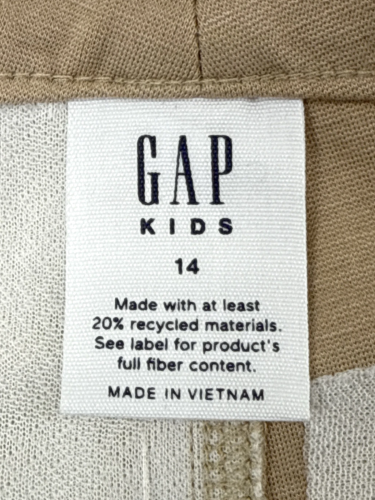 GAP
KIDS
14
Made with at least
20% recycled materials.
See label for product's
full fiber content.
MADE IN VIETNAM